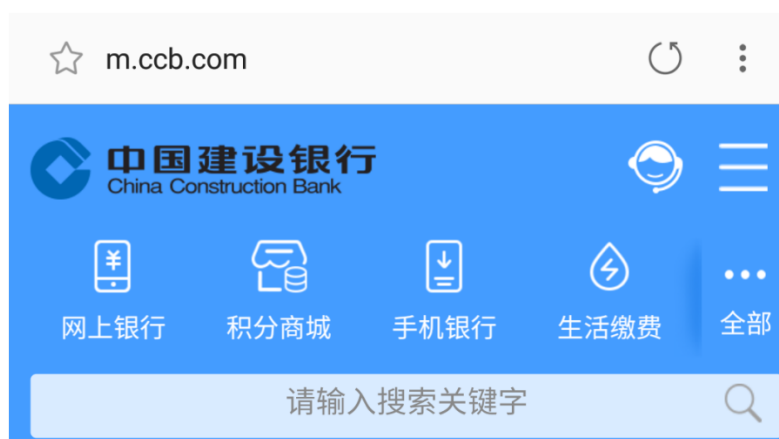 m.ccb.com
中国建设银行
China Construction Bank
¥
网上银行 积分商城 手机银行 生活缴费 全部
请输入搜索关键字